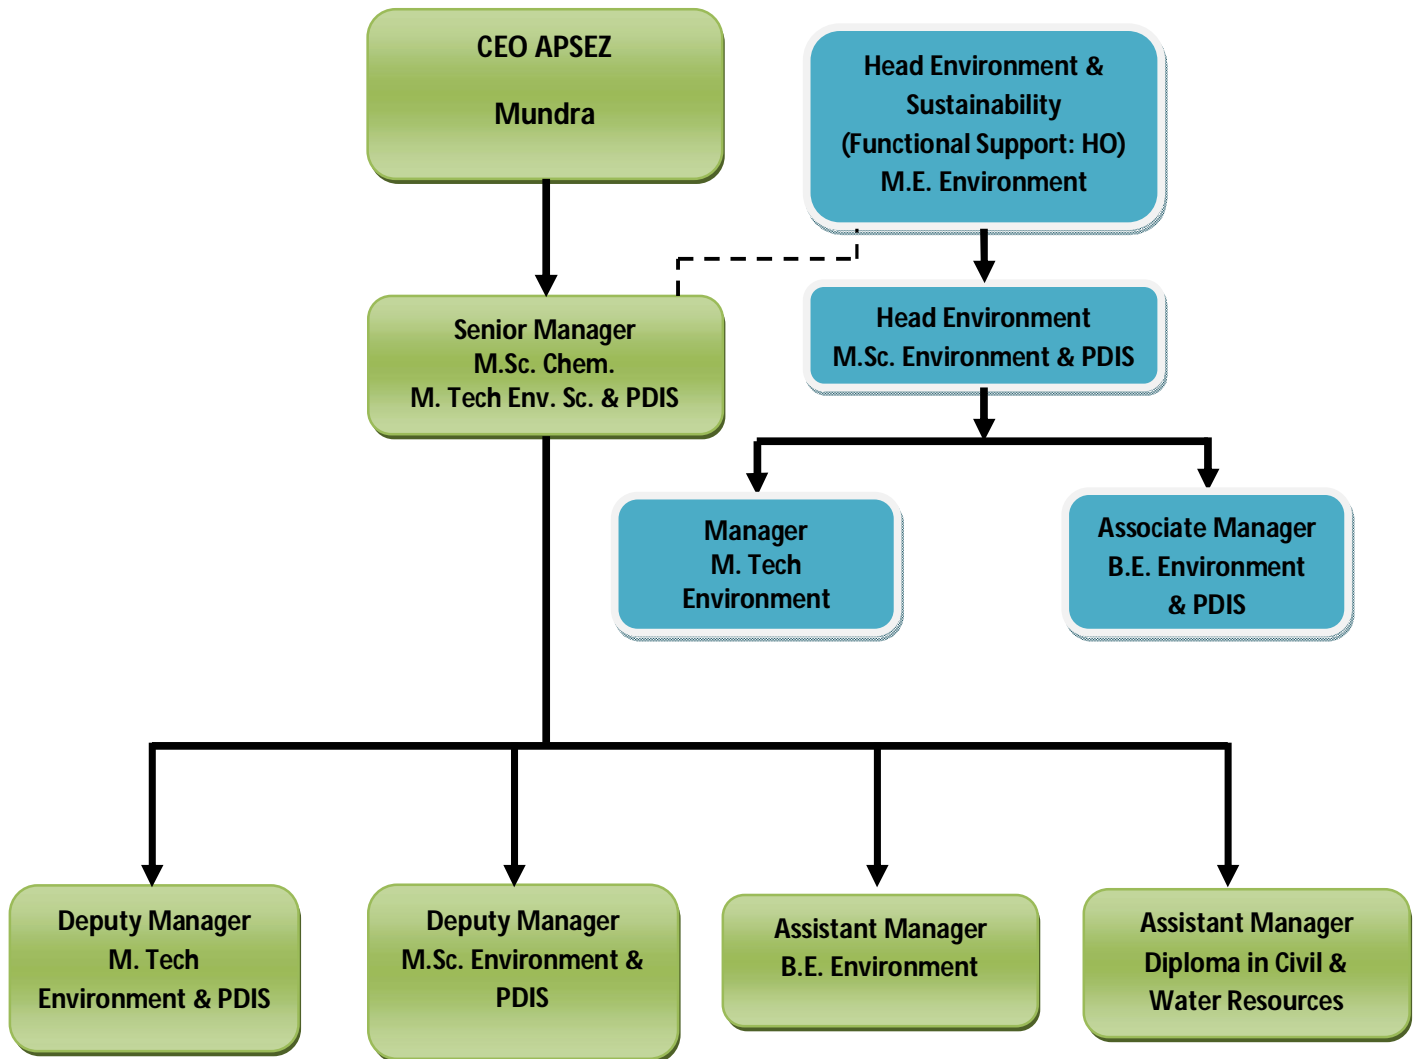 CEO APSEZ
Mundra
Head Environment &
Sustainability
(Functional Support: HO)
M.E. Environment
Senior Manager
M.Sc. Chem.
M. Tech Env. Sc. & PDIS
Head Environment
M.Sc. Environment & PDIS
Manager
M. Tech
Environment
Associate Manager
B.E. Environment
& PDIS
Deputy Manager
M. Tech
Environment & PDIS
Deputy Manager
M.Sc. Environment &
PDIS
Assistant Manager
B.E. Environment
Assistant Manager
Diploma in Civil &
Water Resources